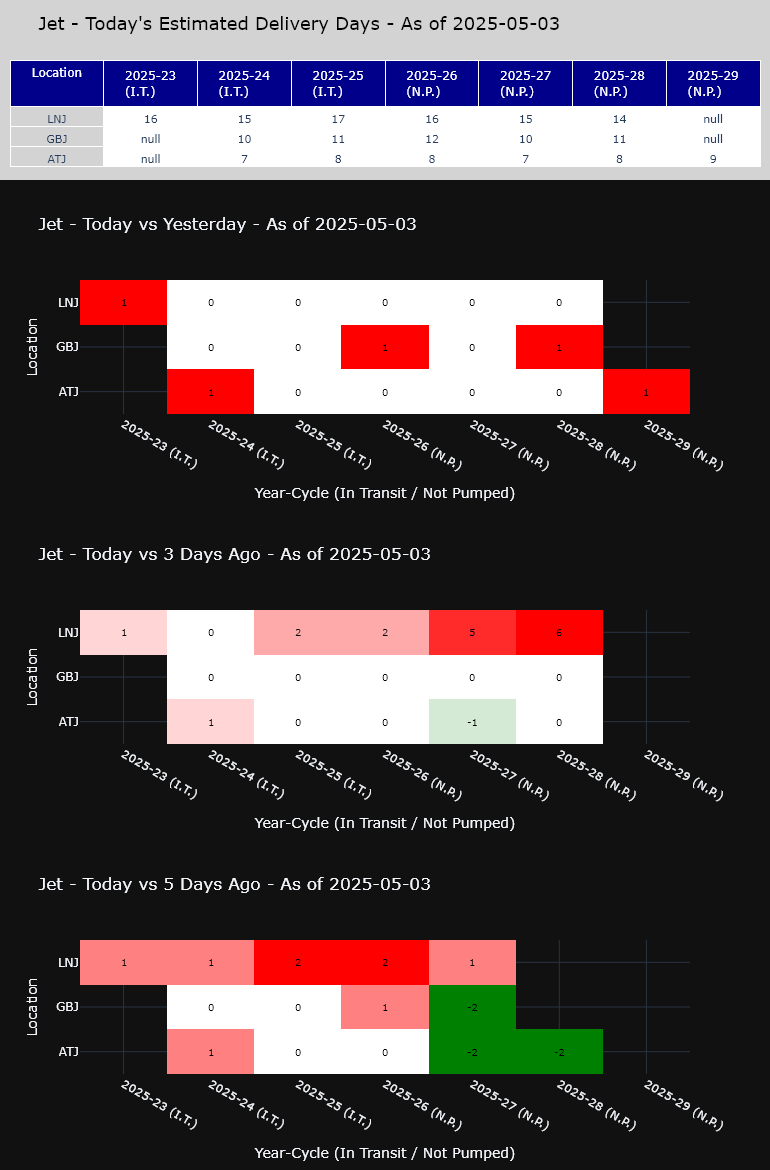 Jet - Today's Estimated Delivery Days - As of 2025-05-03
Location 2025-23 (I.T.) 2025-24 (I.T.) 2025-25 (I.T.) 2025-26 (N.P.) 2025-27 (N.P.) 2025-28 (N.P.) 2025-29 (N.P.)
LNJ 16 15 17 16 15 14 null
GBJ null 10 11 12 10 11 null
ATJ null 7 8 8 7 8 9
Jet - Today vs Yesterday - As of 2025-05-03
Location
LNJ 1 0 0 0 0 0
GBJ 0 0 1 0 1
ATJ 1 0 0 0 0 1
2025-23 (I.T.) 2025-24 (I.T.) 2025-25 (I.T.) 2025-26 (N.P.) 2025-27 (N.P.) 2025-28 (N.P.) 2025-29 (N.P.)
Year-Cycle (In Transit / Not Pumped)
Jet - Today vs 3 Days Ago - As of 2025-05-03
Location
LNJ 1 0 2 2 5 6
GBJ 0 0 0 0 0
ATJ 1 0 0 -1 0
2025-23 (I.T.) 2025-24 (I.T.) 2025-25 (I.T.) 2025-26 (N.P.) 2025-27 (N.P.) 2025-28 (N.P.) 2025-29 (N.P.)
Year-Cycle (In Transit / Not Pumped)
Jet - Today vs 5 Days Ago - As of 2025-05-03
Location
LNJ 1 1 2 2 1
GBJ 0 0 1 -2
ATJ 1 0 0 -2 -2
2025-23 (I.T.) 2025-24 (I.T.) 2025-25 (I.T.) 2025-26 (N.P.) 2025-27 (N.P.) 2025-28 (N.P.) 2025-29 (N.P.)
Year-Cycle (In Transit / Not Pumped)